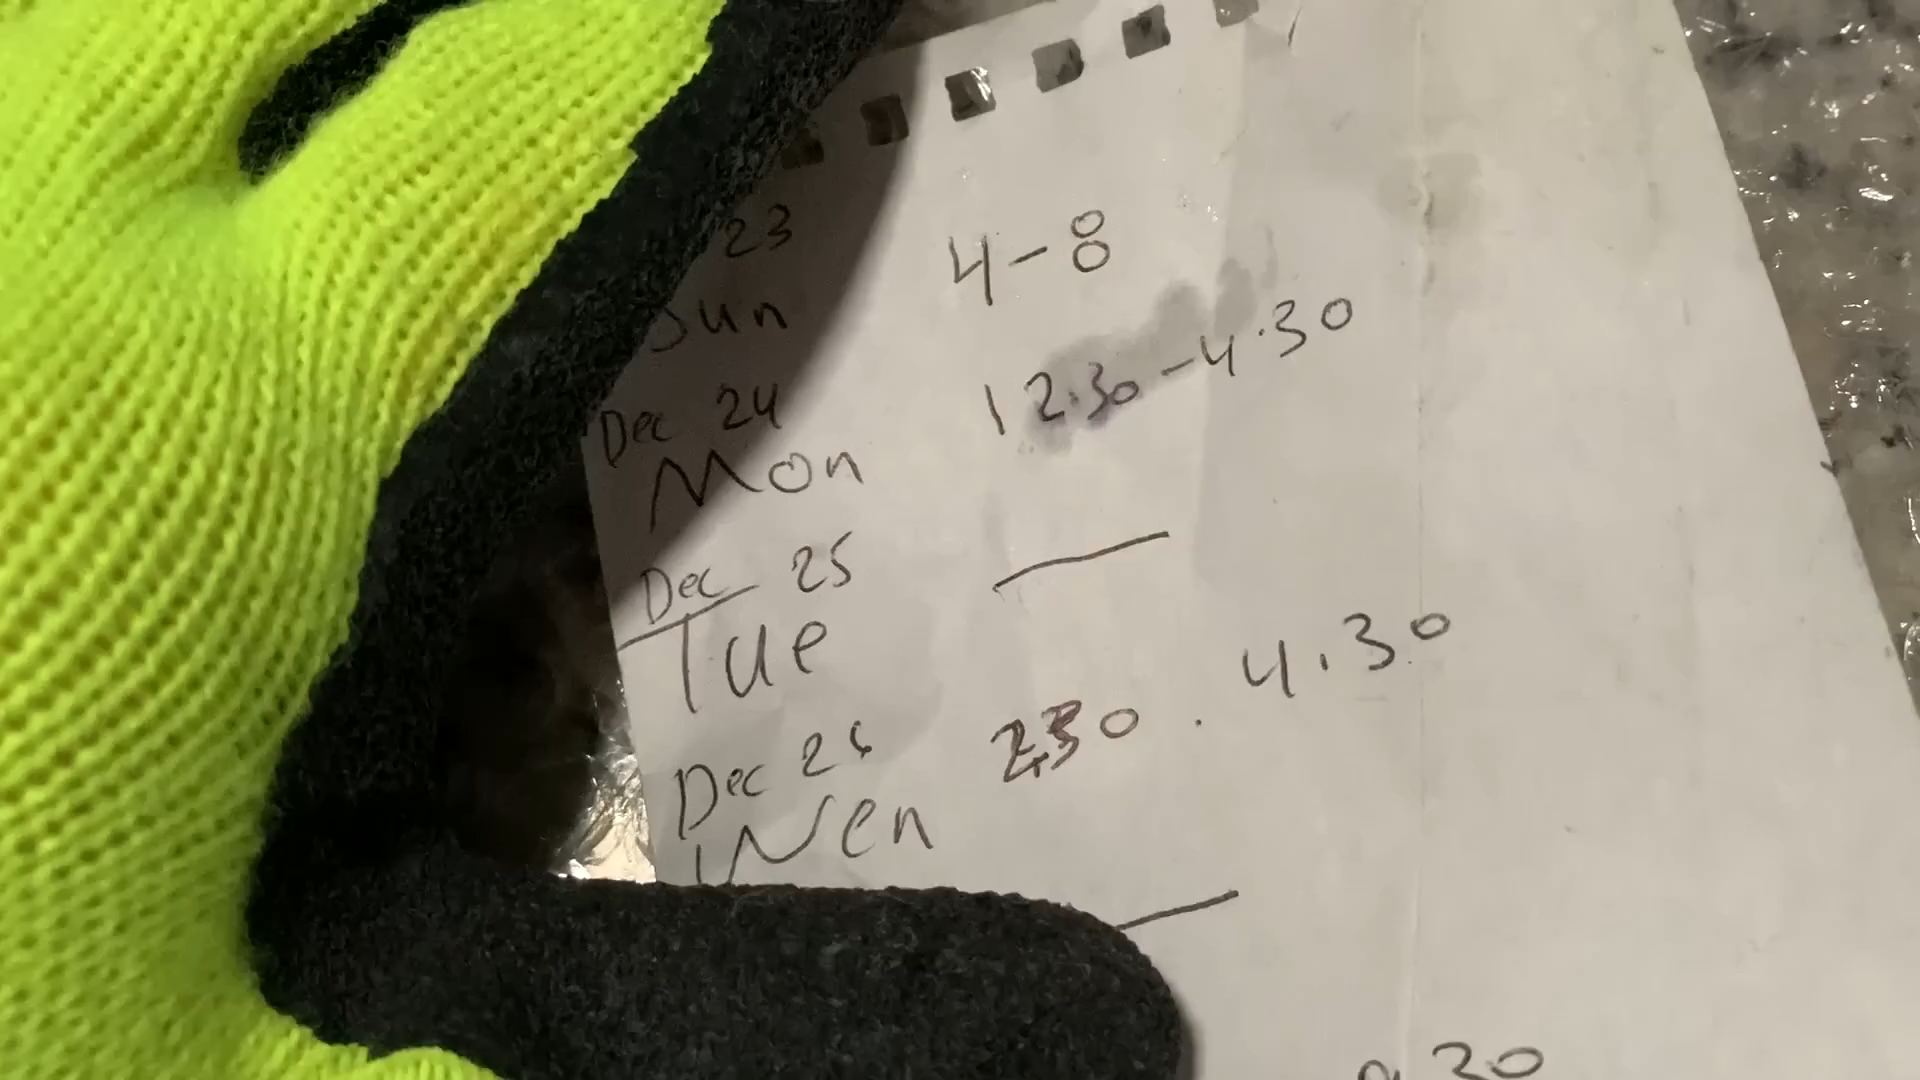 23 4-8
Sun
Dec 24 12.30-4.30
Mon
Dec 25 —
Tue
Dec 26 2.30 . 4.30
Wen
—
30